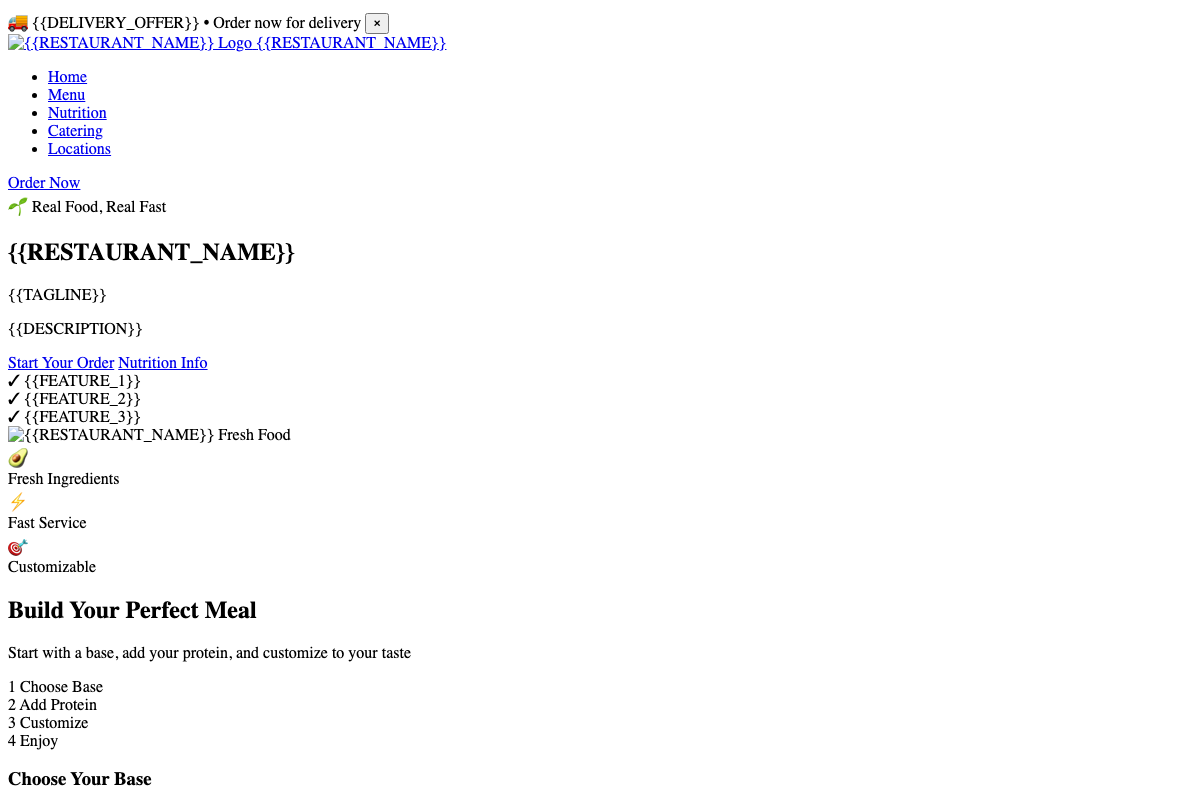 🚚 {{DELIVERY_OFFER}} • Order now for delivery ×
{{RESTAURANT_NAME}} Logo {{RESTAURANT_NAME}}
• Home
• Menu
• Nutrition
• Catering
• Locations
Order Now
🌱 Real Food, Real Fast
{{RESTAURANT_NAME}}
{{TAGLINE}}
{{DESCRIPTION}}
Start Your Order Nutrition Info
✓ {{FEATURE_1}}
✓ {{FEATURE_2}}
✓ {{FEATURE_3}}
{{RESTAURANT_NAME}} Fresh Food
🥑
Fresh Ingredients
⚡
Fast Service
🎯
Customizable
Build Your Perfect Meal
Start with a base, add your protein, and customize to your taste
1 Choose Base
2 Add Protein
3 Customize
4 Enjoy
Choose Your Base